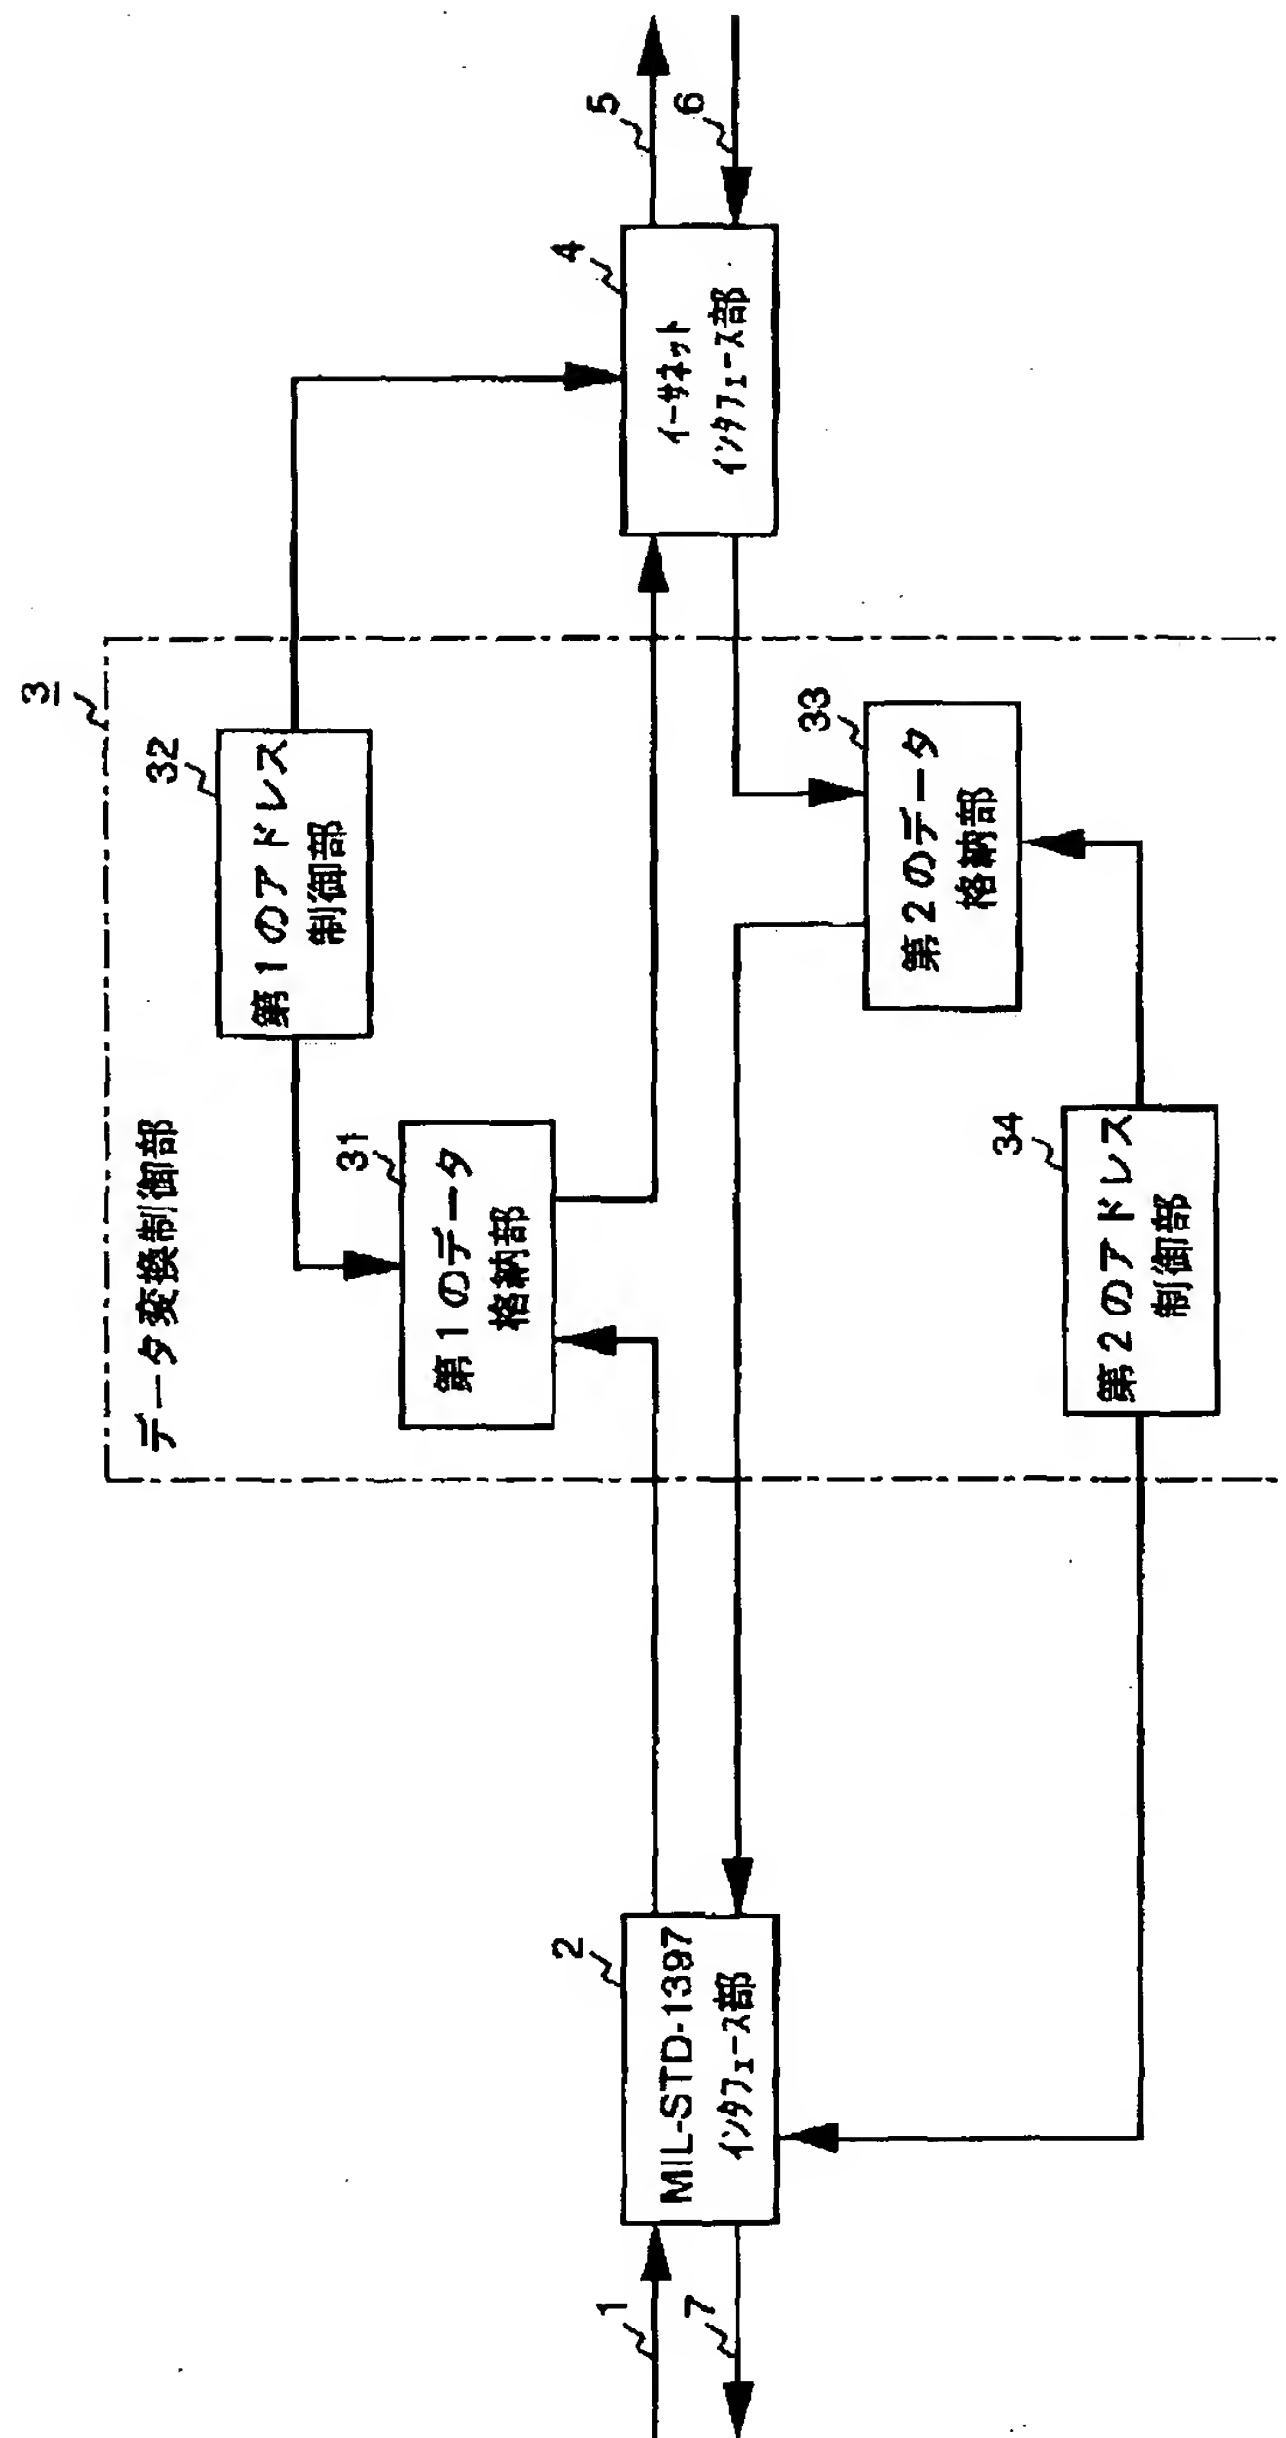 3
データ変換制御部
32
第1のアドレス
制御部
31
第1のデータ
格納部
1
7
2
MIL-STD-1397
インタフェース部
4
イーサネット
インタフェース部
5
6
33
第2のデータ
格納部
34
第2のアドレス
制御部